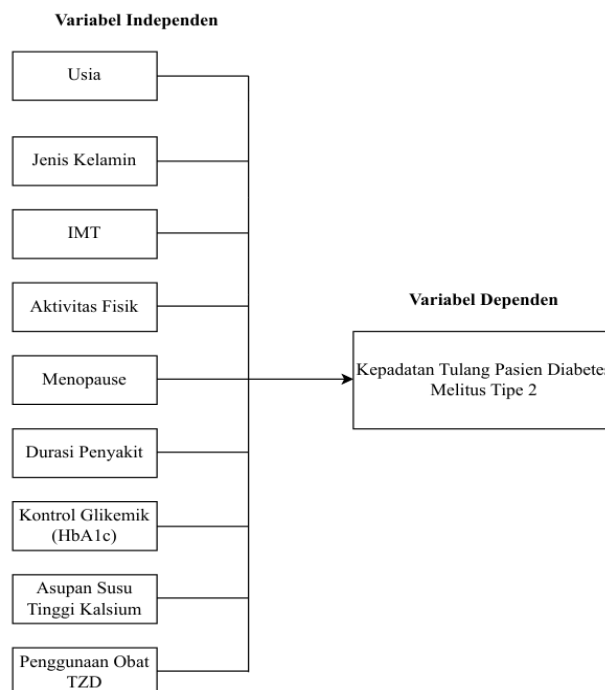 Variabel Independen
Usia
Jenis Kelamin
IMT
Aktivitas Fisik
Menopause
Durasi Penyakit
Kontrol Glikemik
(HbA1c)
Asupan Susu
Tinggi Kalsium
Penggunaan Obat
TZD
Variabel Dependen
Kepadatan Tulang Pasien Diabetes
Melitus Tipe 2